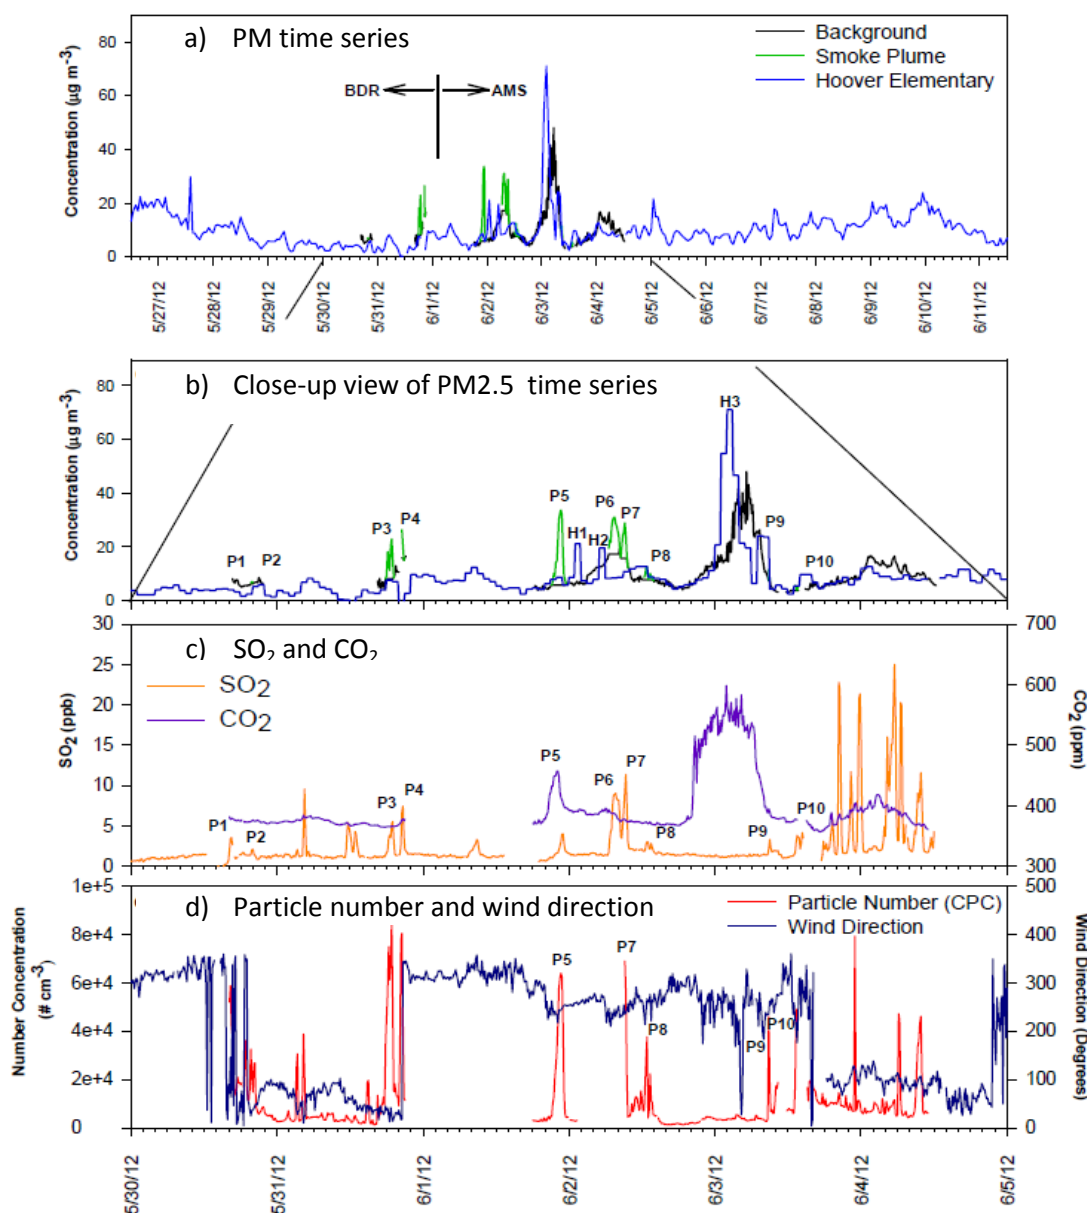 a) PM time series
Background
Smoke Plume
Hoover Elementary
BDR AMS
Concentration (µg m-3)
80
60
40
20
0
5/27/12 5/28/12 5/29/12 5/30/12 5/31/12 6/1/12 6/2/12 6/3/12 6/4/12 6/5/12 6/6/12 6/7/12 6/8/12 6/9/12 6/10/12 6/11/12
b) Close-up view of PM2.5 time series
Concentration (µg m-3)
80
60
40
20
0
P1 P2 P3 P4 P5 H1 H2 P6 P7 P8 H3 P9 P10
c) SO2 and CO2
SO2
CO2
SO2 (ppb)
30
25
20
15
10
5
0
CO2 (ppm)
700
600
500
400
300
P1 P2 P3 P4 P5 P6 P7 P8 P9 P10
d) Particle number and wind direction
Particle Number (CPC)
Wind Direction
Number Concentration
(# cm-3)
1e+5
8e+4
6e+4
4e+4
2e+4
0
Wind Direction (Degrees)
500
400
300
200
100
0
P5 P7 P8 P9 P10
5/30/12 5/31/12 6/1/12 6/2/12 6/3/12 6/4/12 6/5/12